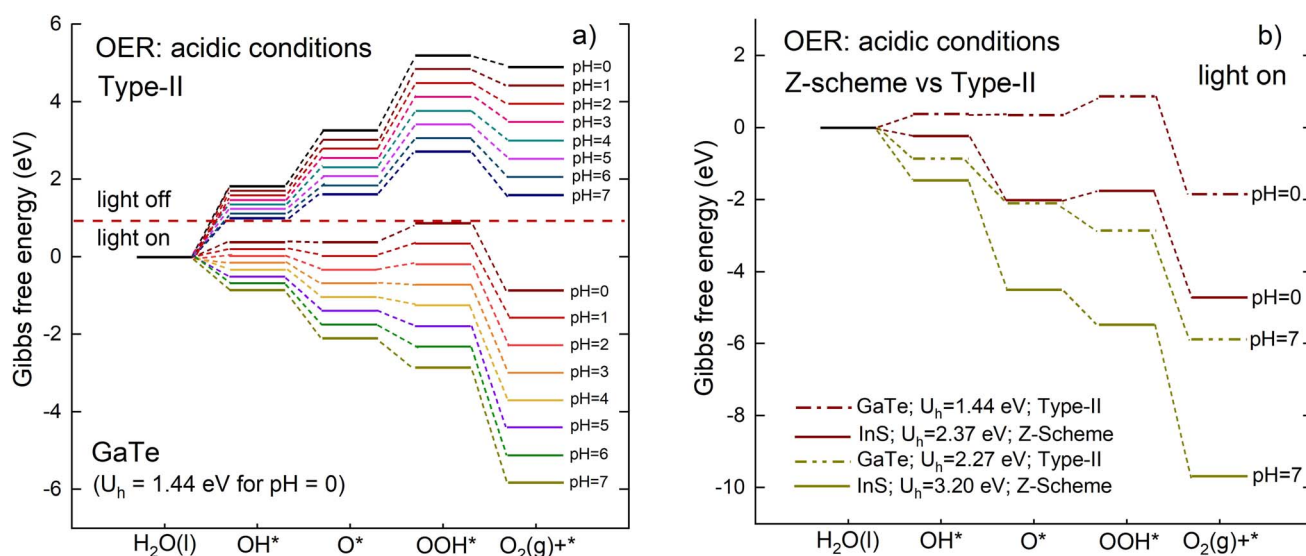 OER: acidic conditions
a)
Type-II
Gibbs free energy (eV)
6
4
2
0
-2
-4
-6
light off
light on
pH=0
pH=1
pH=2
pH=3
pH=4
pH=5
pH=6
pH=7
pH=0
pH=1
pH=2
pH=3
pH=4
pH=5
pH=6
pH=7
GaTe
(U_h = 1.44 eV for pH = 0)
H₂O(l) OH* O* OOH* O₂(g)+*
OER: acidic conditions
b)
Z-scheme vs Type-II
light on
Gibbs free energy (eV)
2
0
-2
-4
-6
-8
-10
pH=0
pH=0
pH=7
pH=7
GaTe; U_h=1.44 eV; Type-II
InS; U_h=2.37 eV; Z-Scheme
GaTe; U_h=2.27 eV; Type-II
InS; U_h=3.20 eV; Z-Scheme
H₂O(l) OH* O* OOH* O₂(g)+*